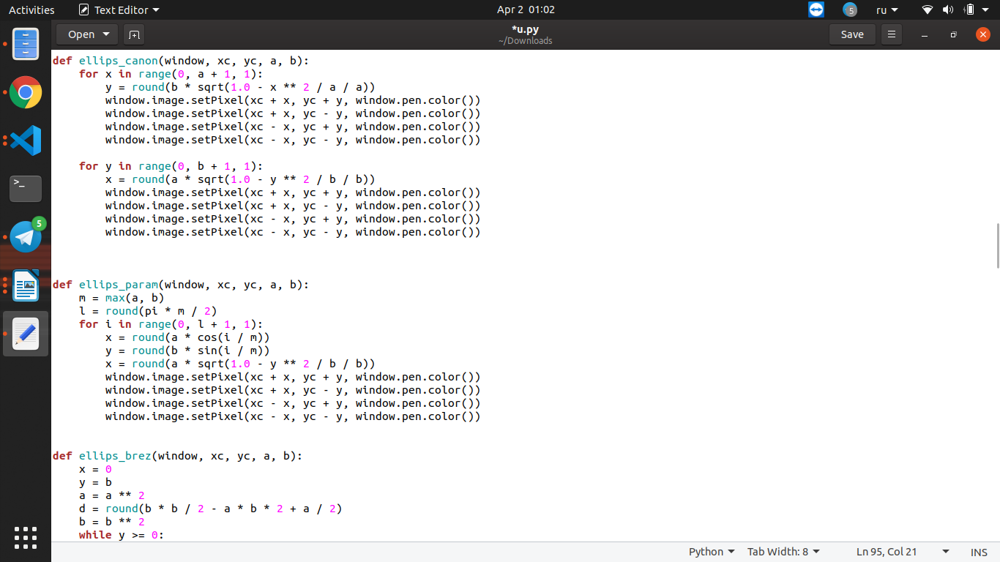 Activities Text Editor Apr 2 01:02 5 ru
Open *u.py Save
~/Downloads
def ellips_canon(window, xc, yc, a, b):
    for x in range(0, a + 1, 1):
        y = round(b * sqrt(1.0 - x ** 2 / a / a))
        window.image.setPixel(xc + x, yc + y, window.pen.color())
        window.image.setPixel(xc + x, yc - y, window.pen.color())
        window.image.setPixel(xc - x, yc + y, window.pen.color())
        window.image.setPixel(xc - x, yc - y, window.pen.color())
    for y in range(0, b + 1, 1):
        x = round(a * sqrt(1.0 - y ** 2 / b / b))
        window.image.setPixel(xc + x, yc + y, window.pen.color())
        window.image.setPixel(xc + x, yc - y, window.pen.color())
        window.image.setPixel(xc - x, yc + y, window.pen.color())
        window.image.setPixel(xc - x, yc - y, window.pen.color())
5
def ellips_param(window, xc, yc, a, b):
    m = max(a, b)
    l = round(pi * m / 2)
    for i in range(0, l + 1, 1):
        x = round(a * cos(i / m))
        y = round(b * sin(i / m))
        x = round(a * sqrt(1.0 - y ** 2 / b / b))
        window.image.setPixel(xc + x, yc + y, window.pen.color())
        window.image.setPixel(xc + x, yc - y, window.pen.color())
        window.image.setPixel(xc - x, yc + y, window.pen.color())
        window.image.setPixel(xc - x, yc - y, window.pen.color())
def ellips_brez(window, xc, yc, a, b):
    x = 0
    y = b
    a = a ** 2
    d = round(b * b / 2 - a * b * 2 + a / 2)
    b = b ** 2
    while y >= 0:
Python Tab Width: 8 Ln 95, Col 21 INS